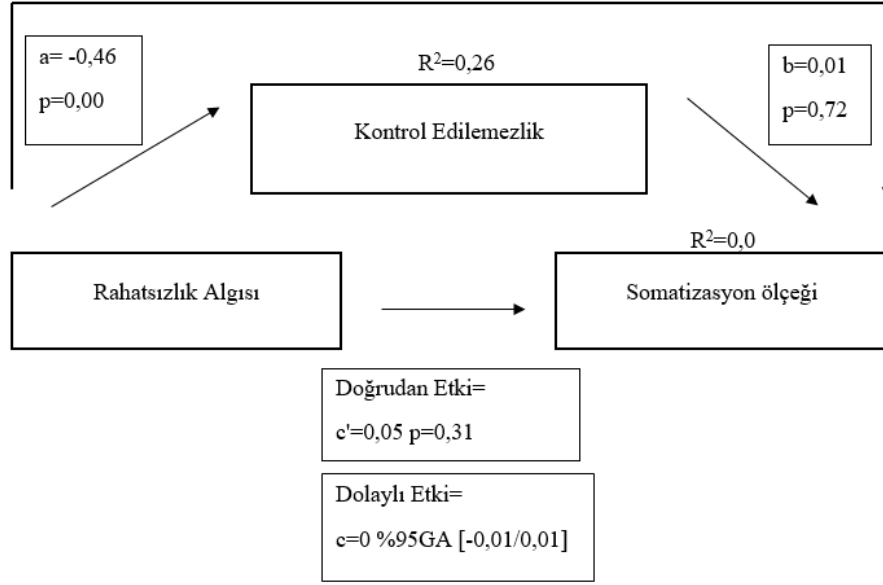 a= -0,46
p=0,00
R²=0,26
Kontrol Edilemezlik
b=0,01
p=0,72
R²=0,0
Rahatsızlık Algısı
Somatizasyon ölçeği
Doğrudan Etki=
c'=0,05 p=0,31
Dolaylı Etki=
c=0 %95GA [-0,01/0,01]